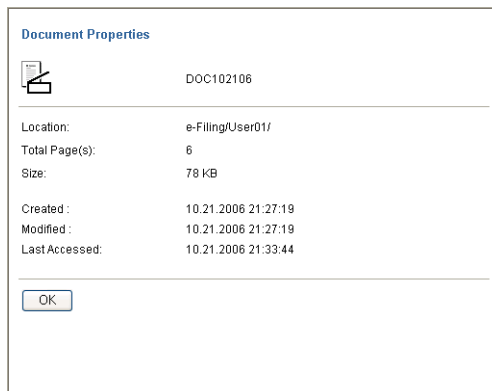 Document Properties
DOC102106
Location: e-Filing/User01/
Total Page(s): 6
Size: 78 KB
Created : 10.21.2006 21:27:19
Modified : 10.21.2006 21:27:19
Last Accessed: 10.21.2006 21:33:44
OK